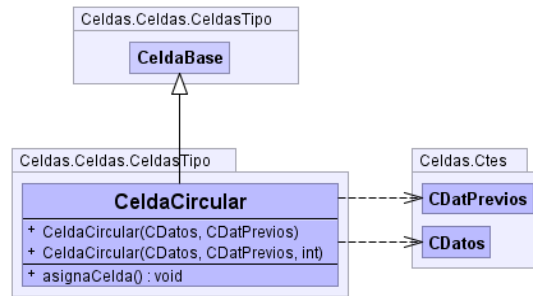 Celdas.Celdas.CeldasTipo
CeldaBase
Celdas.Celdas.CeldasTipo
CeldaCircular
+ CeldaCircular(CDatos, CDatPrevios)
+ CeldaCircular(CDatos, CDatPrevios, int)
+ asignaCelda() : void
Celdas.Ctes
CDatPrevios
CDatos